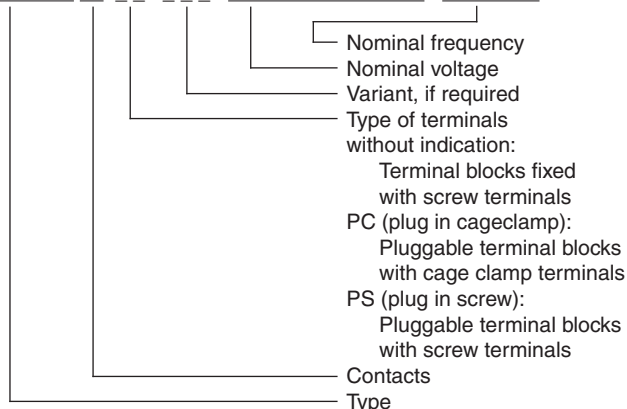 Nominal frequency
Nominal voltage
Variant, if required
Type of terminals
without indication:
Terminal blocks fixed
with screw terminals
PC (plug in cageclamp):
Pluggable terminal blocks
with cage clamp terminals
PS (plug in screw):
Pluggable terminal blocks
with screw terminals
Contacts
Type